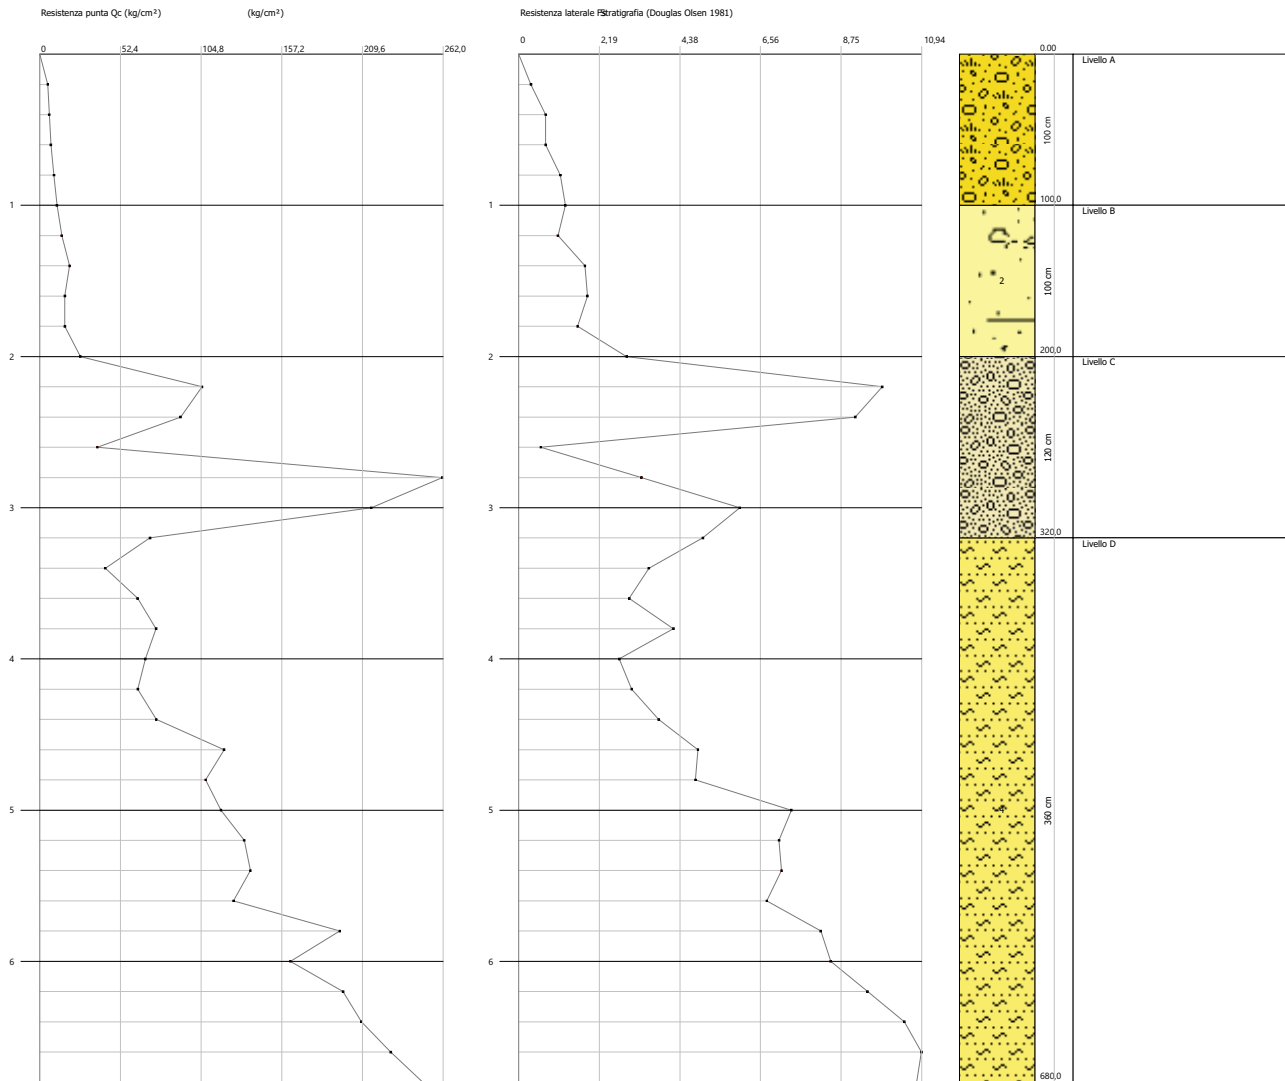 Resistenza punta Qc (kg/cm²)
(kg/cm²)
Resistenza laterale Fs
Stratigrafia (Douglas Olsen 1981)
0 52,4 104,8 157,2 209,6 262,0
0 2,19 4,38 6,56 8,75 10,94
0.00
Livello A
100 cm
1 1 100,0
Livello B
2 100 cm
2 2 200,0
Livello C
120 cm
3 3
320,0
Livello D
4 4
4 360 cm
5 5
6 6
680,0